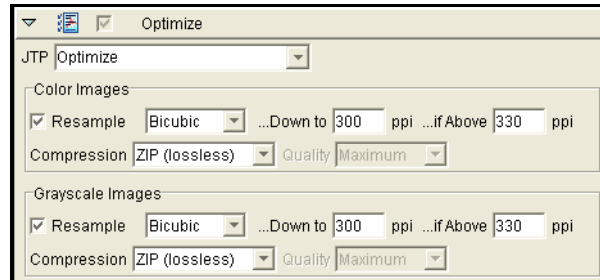 Optimize
JTP Optimize
Color Images
Resample Bicubic ...Down to 300 ppi ...if Above 330 ppi
Compression ZIP (lossless) Quality Maximum
Grayscale Images
Resample Bicubic ...Down to 300 ppi ...if Above 330 ppi
Compression ZIP (lossless) Quality Maximum